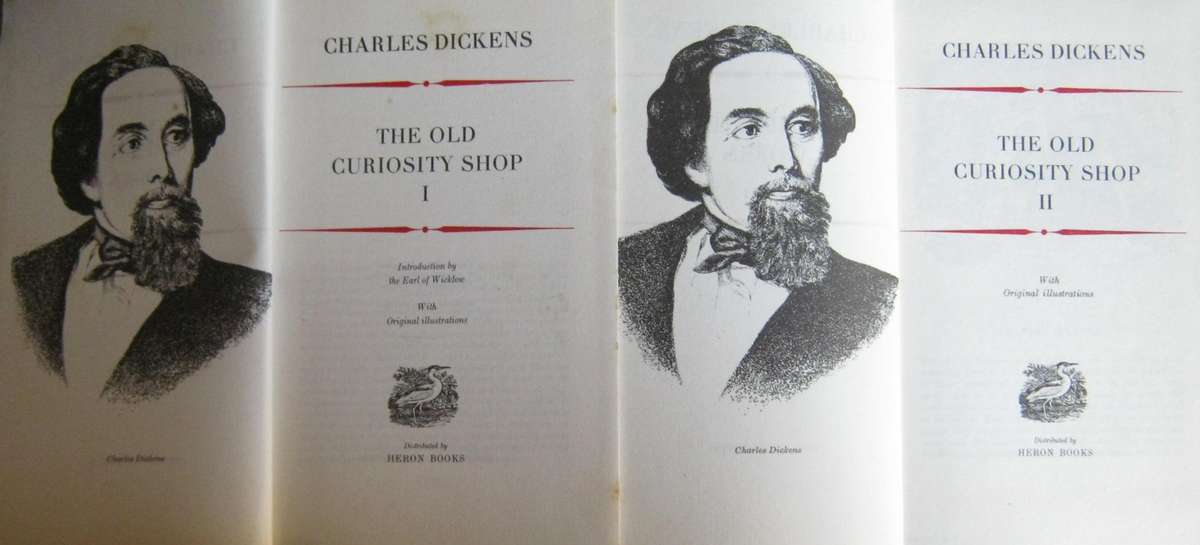 Charles Dickens
CHARLES DICKENS
THE OLD
CURIOSITY SHOP
I
Introduction by
the Earl of Wicklow
With
Original illustrations
Distributed by
HERON BOOKS
Charles Dickens
CHARLES DICKENS
THE OLD
CURIOSITY SHOP
II
With
Original illustrations
Distributed by
HERON BOOKS